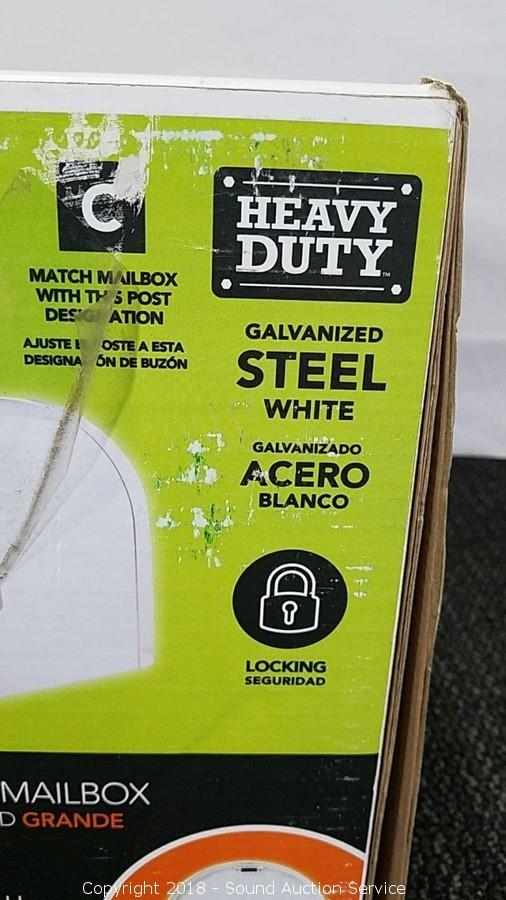 C
MATCH MAILBOX
WITH THIS POST
DESIGNATION
AJUSTE EL POSTE A ESTA
DESIGNACIÓN DE BUZÓN
HEAVY
DUTY™
GALVANIZED
STEEL
WHITE
GALVANIZADO
ACERO
BLANCO
LOCKING
SEGURIDAD
MAILBOX
D GRANDE
Copyright 2018 - Sound Auction Service